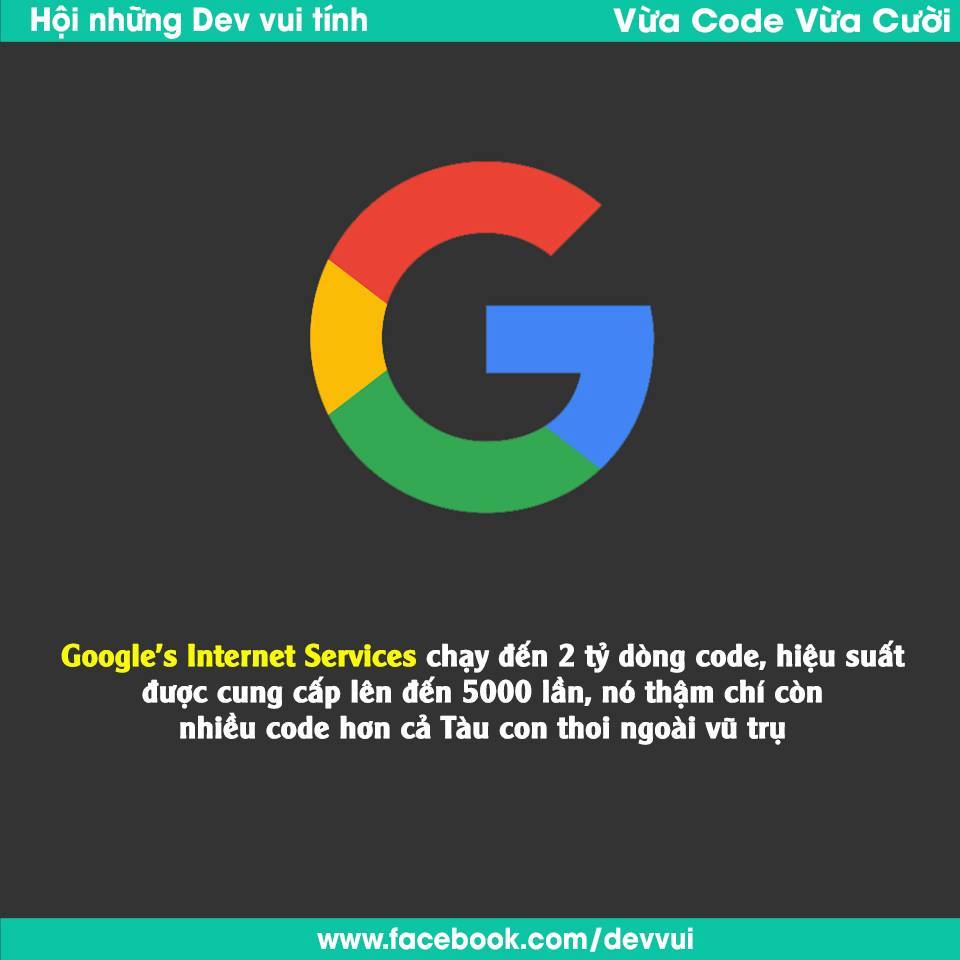 Hội những Dev vui tính
Vừa Code Vừa Cười
Google's Internet Services chạy đến 2 tỷ dòng code, hiệu suất
được cung cấp lên đến 5000 lần, nó thậm chí còn
nhiều code hơn cả Tàu con thoi ngoài vũ trụ
www.facebook.com/devvui